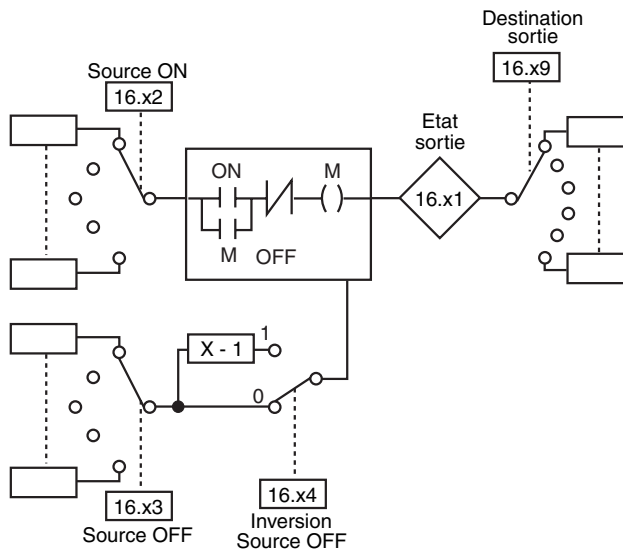 Destination
sortie
16.x9
Source ON
16.x2
Etat
sortie
16.x1
ON
M
M
OFF
X - 1
1
0
16.x3
Source OFF
16.x4
Inversion
Source OFF